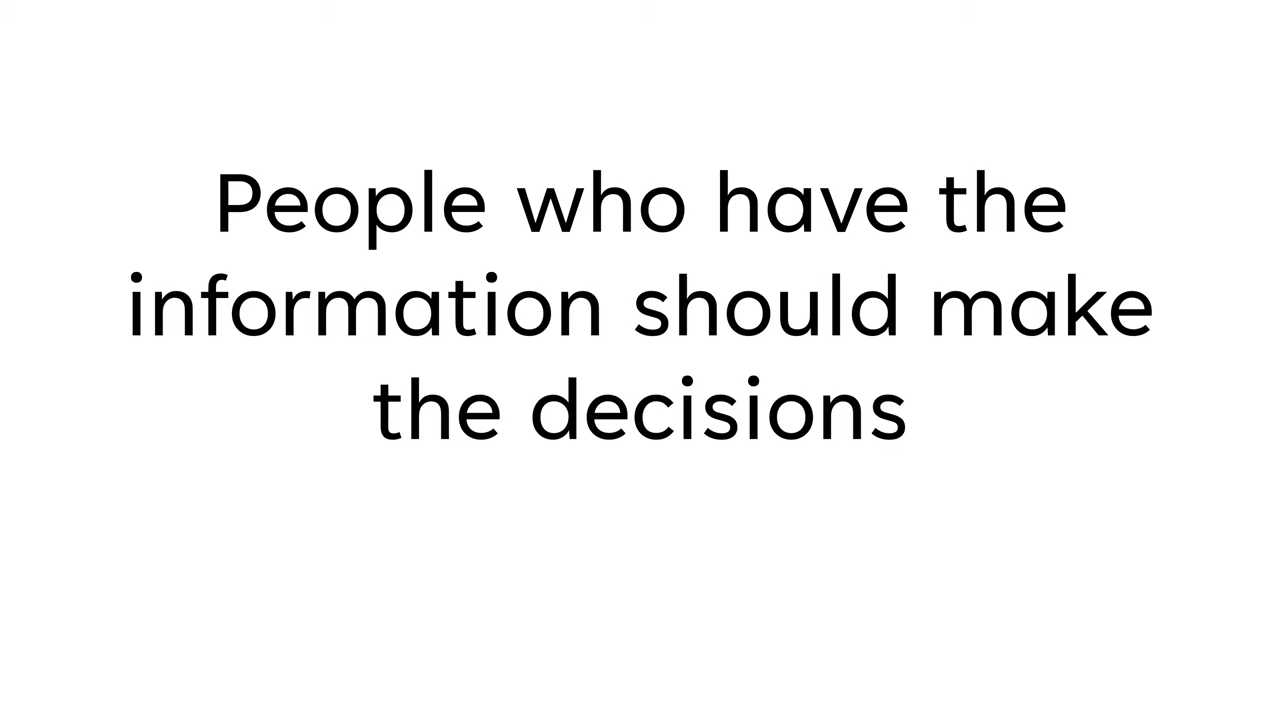 People who have the
information should make
the decisions